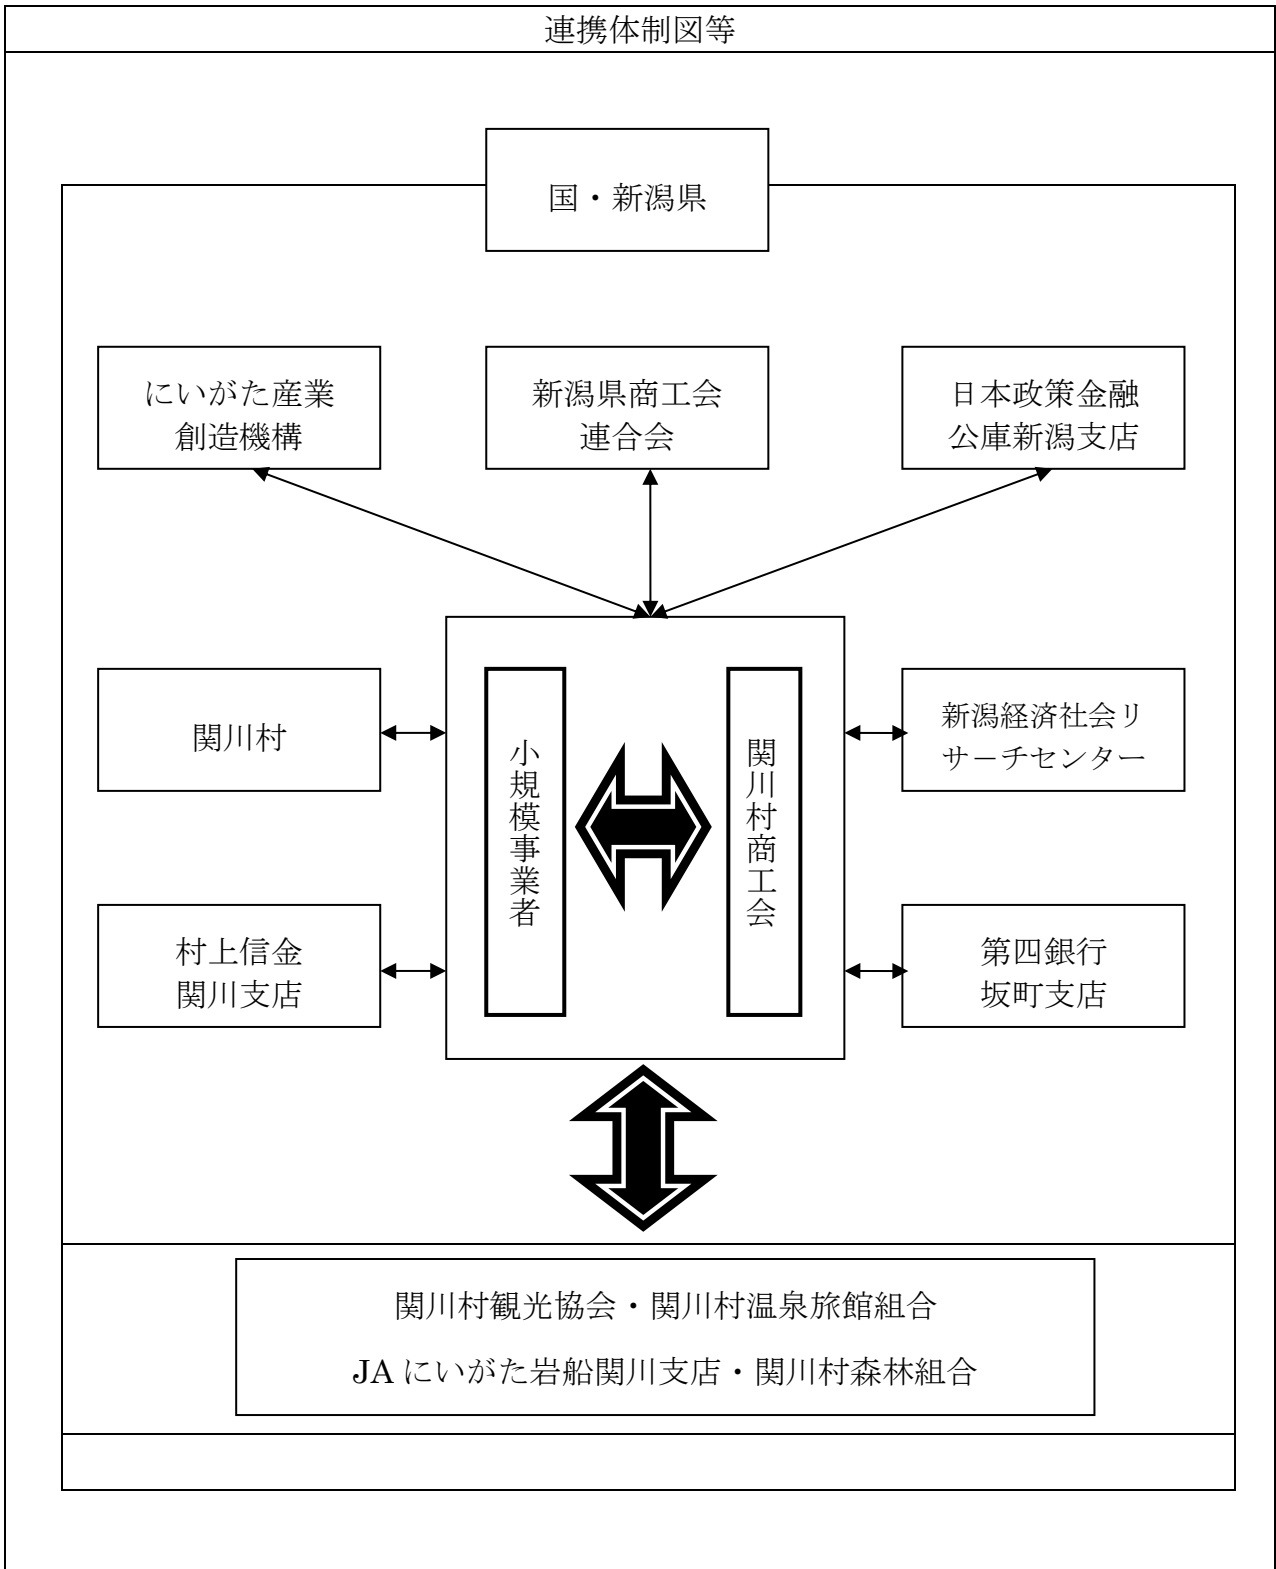 連携体制図等
国・新潟県
にいがた産業
創造機構
新潟県商工会
連合会
日本政策金融
公庫新潟支店
関川村
小規模事業者
関川村商工会
新潟経済社会リ
サーチセンター
村上信金
関川支店
第四銀行
坂町支店
関川村観光協会・関川村温泉旅館組合
JA にいがた岩船関川支店・関川村森林組合